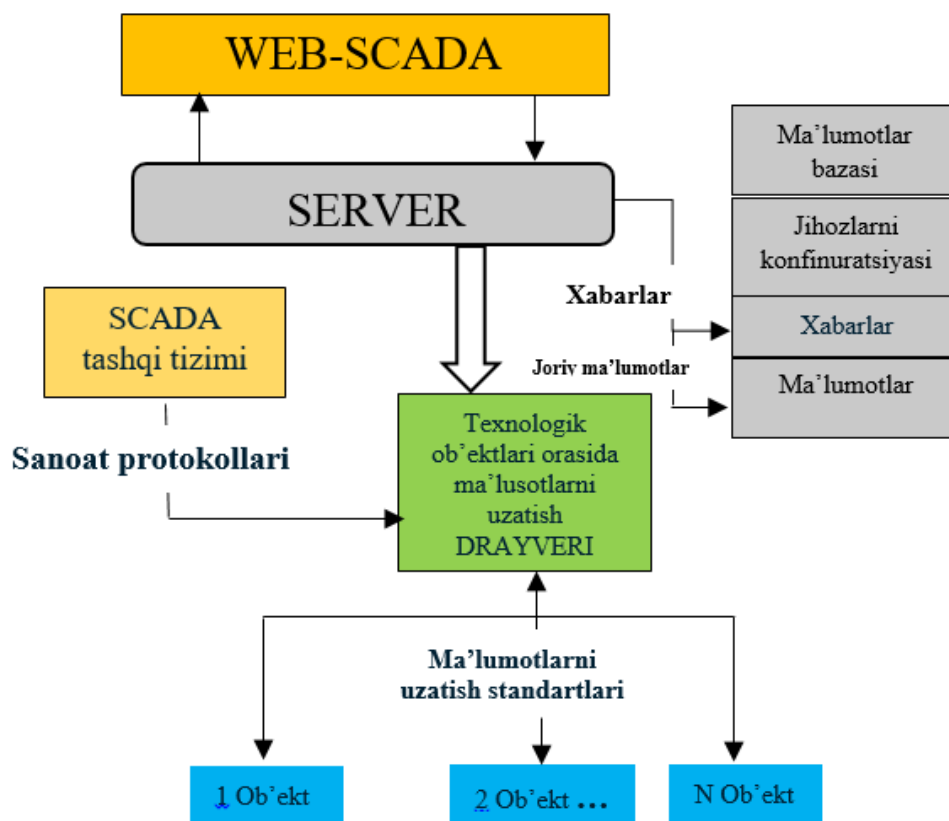 WEB-SCADA
SERVER
Ma’lumotlar
bazasi
Jihozlarni
konfinuratsiyasi
Xabarlar
Ma’lumotlar
Xabarlar
Joriv ma’lumotlar
SCADA
tashqi tizimi
Sanoat protokollari
Texnologik
ob’ektlari orasida
ma’lusotlarni
uzatish
DRAYVERI
Ma’lumotlarni
uzatish standartlari
1 Ob’ekt
2 Ob’ekt ...
N Ob’ekt